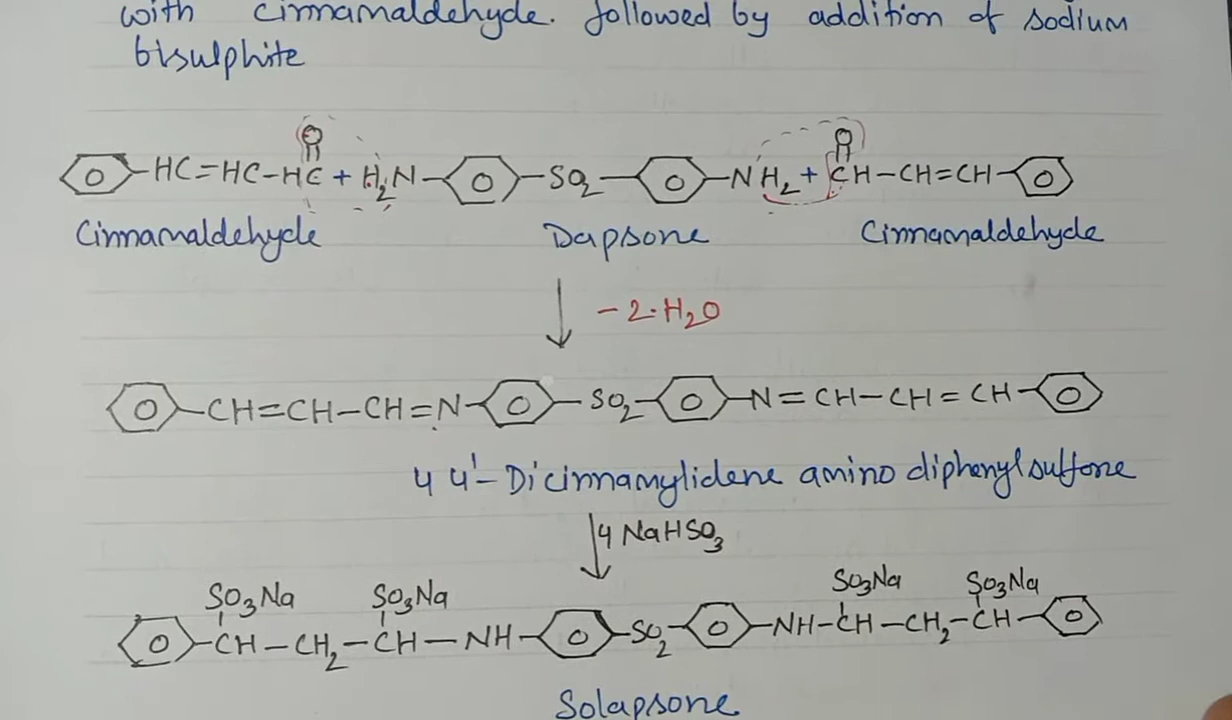 with cinnamaldehyde. followed by addition of sodium
bisulphite
O
HC=HC-HC + H₂N- -SO₂- -NH₂ + CH-CH=CH-
Cinnamaldehyde Dapsone Cinnamaldehyde
- 2·H₂O
-CH=CH-CH=N- -SO₂- -N=CH-CH=CH-
4 4'- Dicinnamylidene amino diphenylsulfone
4 NaHSO₃
SO₃Na SO₃Na SO₃Na SO₃Na
-CH-CH₂-CH-NH- -SO₂- -NH-CH-CH₂-CH-
Solapsone